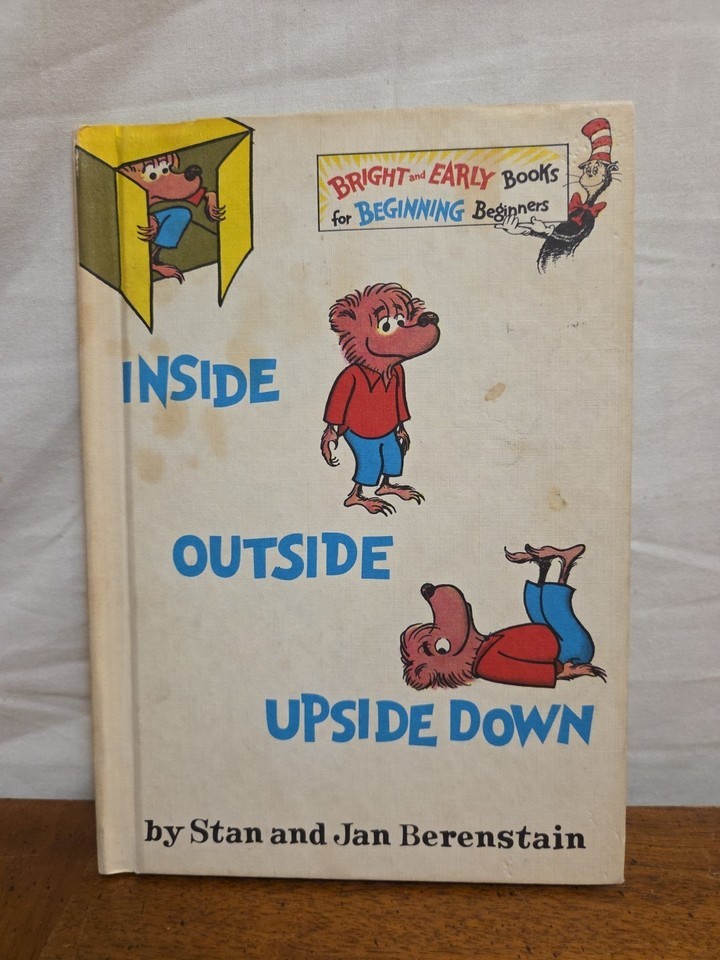 BRIGHT and EARLY Books
for BEGINNING Beginners
INSIDE
OUTSIDE
UPSIDE DOWN
by Stan and Jan Berenstain